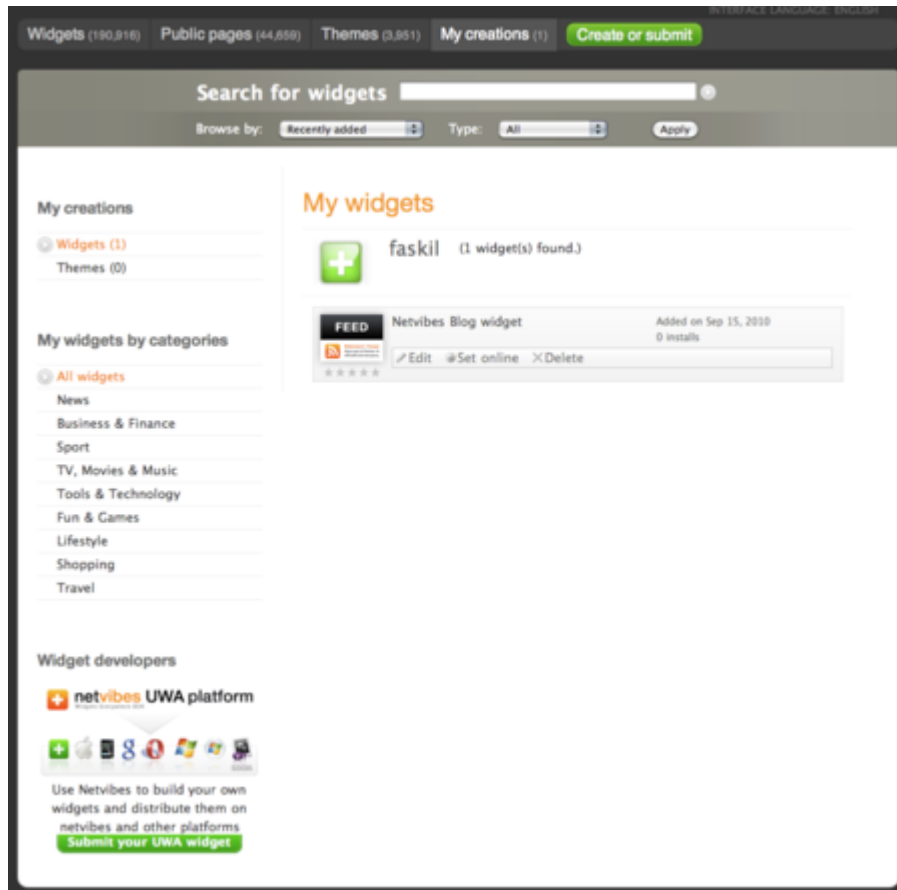 INTERFACE LANGUAGE: ENGLISH
Widgets (190,916) Public pages (44,659) Themes (3,951) My creations (1) Create or submit
Search for widgets
Browse by: Recently added Type: All Apply
My creations
Widgets (1)
Themes (0)
My widgets by categories
All widgets
News
Business & Finance
Sport
TV, Movies & Music
Tools & Technology
Fun & Games
Lifestyle
Shopping
Travel
Widget developers
netvibes UWA platform
Use Netvibes to build your own
widgets and distribute them on
netvibes and other platforms
Submit your UWA widget
My widgets
faskil (1 widget(s) found.)
FEED
Netvibes Blog widget Added on Sep 15, 2010
0 installs
Edit Set online Delete